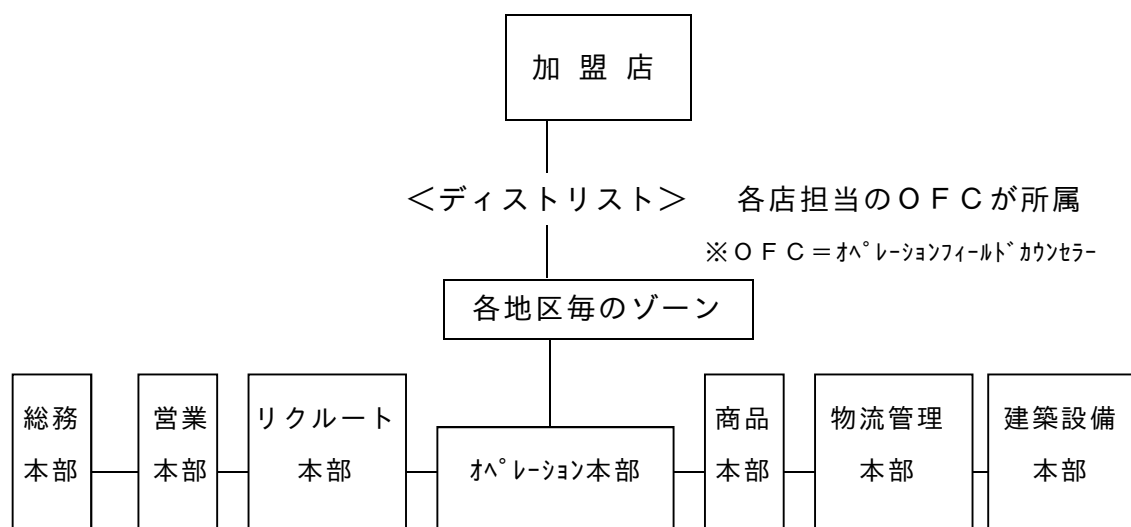 加 盟 店
＜ディストリスト＞ 各店担当のＯＦＣが所属
※ＯＦＣ＝ｵﾍﾟﾚｰｼｮﾝﾌｨｰﾙﾄﾞｶｳﾝｾﾗｰ
各地区毎のゾーン
総務
本部
営業
本部
リクルート
本部
ｵﾍﾟﾚｰｼｮﾝ本部
商品
本部
物流管理
本部
建築設備
本部